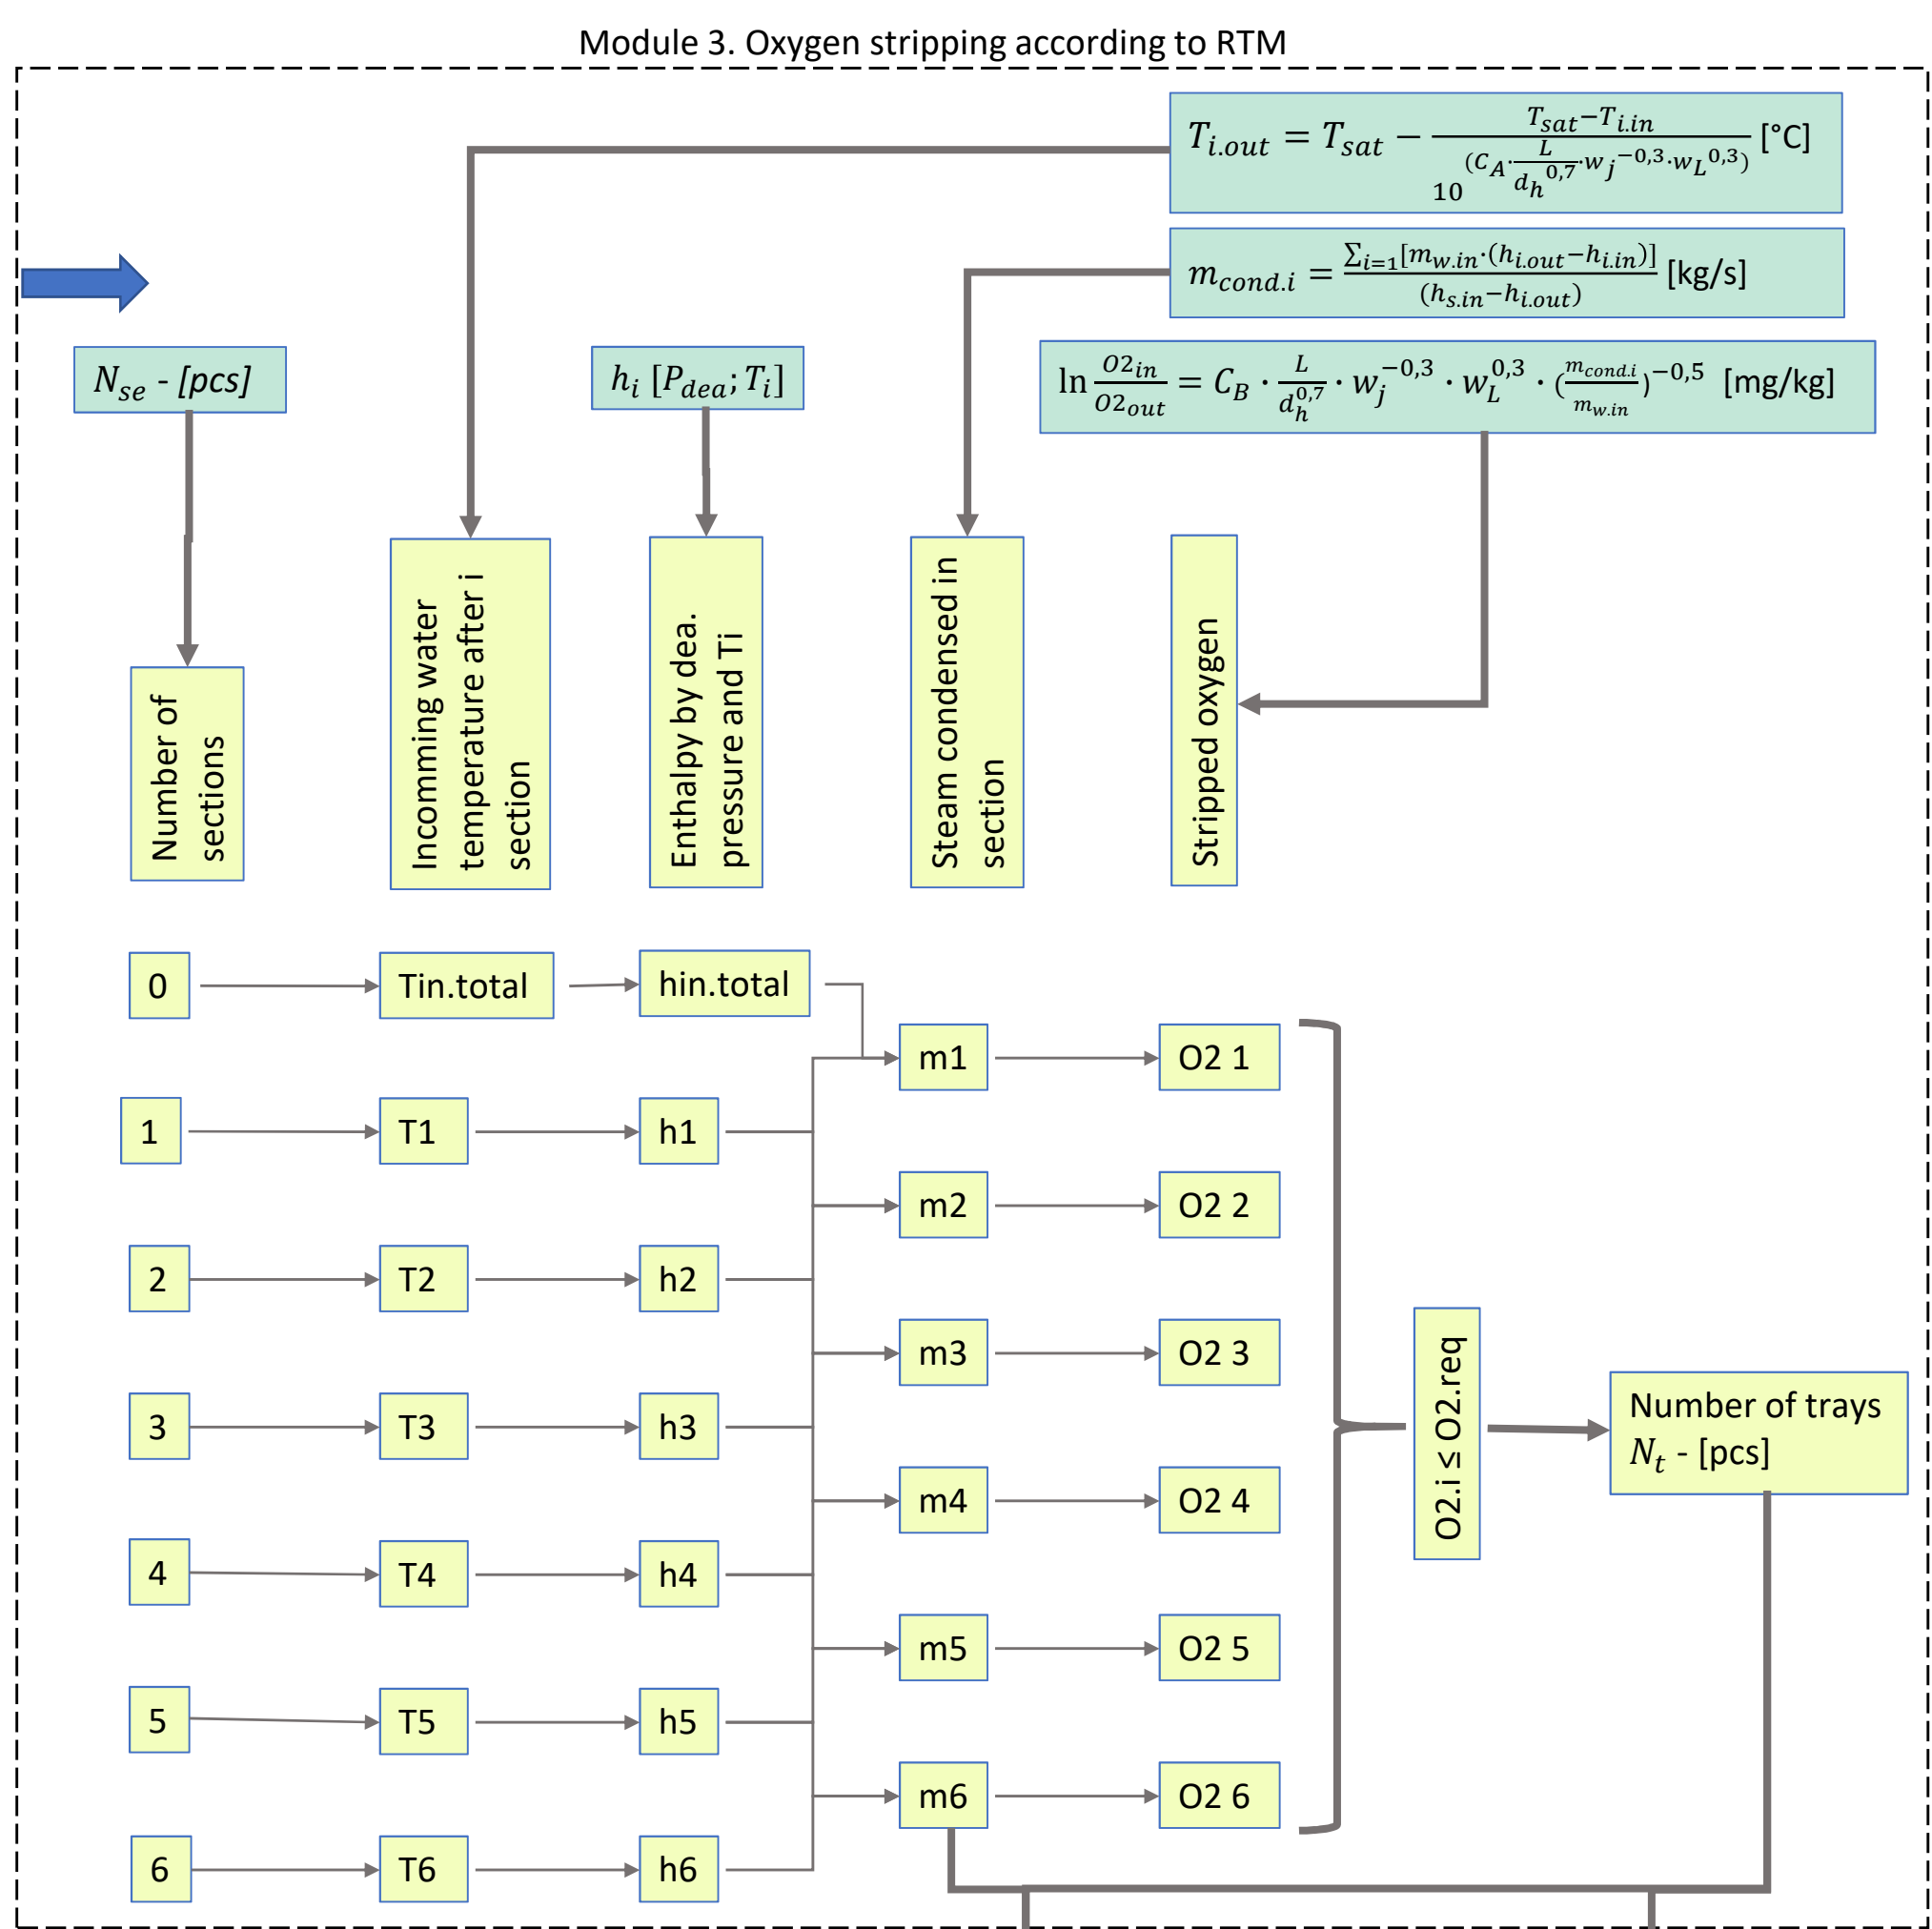 Module 3. Oxygen stripping according to RTM
T_{i.out} = T_{sat} − \frac{T_{sat}−T_{i.in}}{10^{(C_A·\frac{L}{d_h^{0,7}}·w_j^{−0,3}·w_L^{0,3})}} [°C]
m_{cond.i} = \frac{∑_{i=1}[m_{w.in}·(h_{i.out}−h_{i.in})]}{(h_{s.in}−h_{i.out})} [kg/s]
N_{se} - [pcs]
h_i [P_{dea}; T_i]
ln \frac{O2_{in}}{O2_{out}} = C_B · \frac{L}{d_h^{0,7}} · w_j^{−0,3} · w_L^{0,3} · (\frac{m_{cond.i}}{m_{w.in}})^{−0,5} [mg/kg]
Number of
sections
Incomming water
temperature after i
section
Enthalpy by dea.
pressure and Ti
Steam condensed in
section
Stripped oxygen
0
Tin.total
hin.total
m1
O2 1
1
T1
h1
m2
O2 2
2
T2
h2
m3
O2 3
3
T3
h3
m4
O2 4
4
T4
h4
m5
O2 5
5
T5
h5
m6
O2 6
6
T6
h6
O2.i ≤ O2.req
Number of trays
N_t - [pcs]